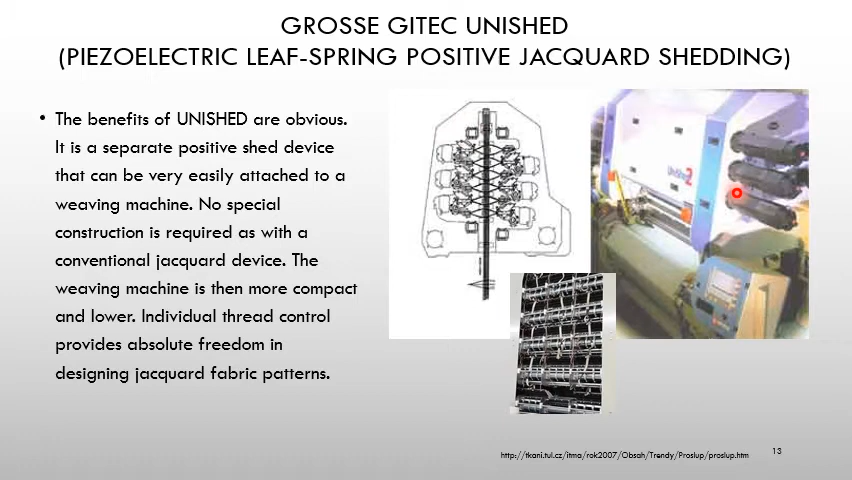 GROSSE GITEC UNISHED
(PIEZOELECTRIC LEAF-SPRING POSITIVE JACQUARD SHEDDING)
• The benefits of UNISHED are obvious.
It is a separate positive shed device
that can be very easily attached to a
weaving machine. No special
construction is required as with a
conventional jacquard device. The
weaving machine is then more compact
and lower. Individual thread control
provides absolute freedom in
designing jacquard fabric patterns.
UniShed2
http://tkani.tul.cz/itma/rok2007/Obsah/Trendy/Proslup/proslup.htm
13